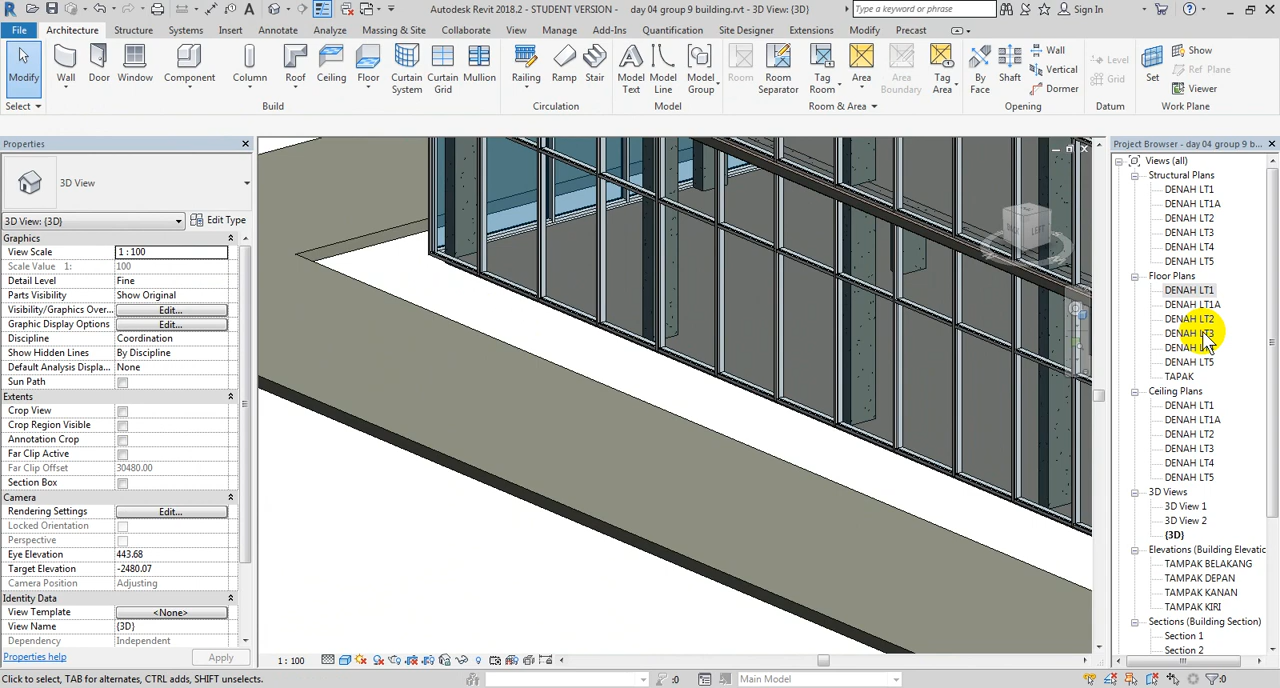 Autodesk Revit 2018.2 - STUDENT VERSION - day 04 group 9 building.rvt - 3D View: {3D}
Type a keyword or phrase
Sign In
File Architecture Structure Systems Insert Annotate Analyze Massing & Site Collaborate View Manage Add-Ins Quantification Site Designer Extensions Modify Precast
Modify
Wall
Door
Window
Component
Column
Roof
Ceiling
Floor
Curtain System
Curtain Grid
Mullion
Railing
Ramp
Stair
Model Text
Model Line
Model Group
Room
Room Separator
Tag Room
Area
Area Boundary
Tag Area
By Face
Shaft
Wall
Vertical
Dormer
Level
Grid
Set
Show
Ref Plane
Viewer
Select Build Circulation Model Room & Area Opening Datum Work Plane
Properties
3D View
3D View: {3D} Edit Type
Graphics
View Scale 1 : 100
Scale Value 1: 100
Detail Level Fine
Parts Visibility Show Original
Visibility/Graphics Over... Edit...
Graphic Display Options Edit...
Discipline Coordination
Show Hidden Lines By Discipline
Default Analysis Displa... None
Sun Path
Extents
Crop View
Crop Region Visible
Annotation Crop
Far Clip Active
Far Clip Offset 30480.00
Section Box
Camera
Rendering Settings Edit...
Locked Orientation
Perspective
Eye Elevation 443.68
Target Elevation -2480.07
Camera Position Adjusting
Identity Data
View Template <None>
View Name {3D}
Dependency Independent
Properties help Apply
BACK LEFT
1 : 100
Project Browser - day 04 group 9 b...
Views (all)
Structural Plans
DENAH LT1
DENAH LT1A
DENAH LT2
DENAH LT3
DENAH LT4
DENAH LT5
Floor Plans
DENAH LT1
DENAH LT1A
DENAH LT2
DENAH LT3
DENAH
DENAH LT5
TAPAK
Ceiling Plans
DENAH LT1
DENAH LT1A
DENAH LT2
DENAH LT3
DENAH LT4
DENAH LT5
3D Views
3D View 1
3D View 2
{3D}
Elevations (Building Elevatic
TAMPAK BELAKANG
TAMPAK DEPAN
TAMPAK KANAN
TAMPAK KIRI
Sections (Building Section)
Section 1
Section 2
Click to select, TAB for alternates, CTRL adds, SHIFT unselects.
:0
Main Model
:0